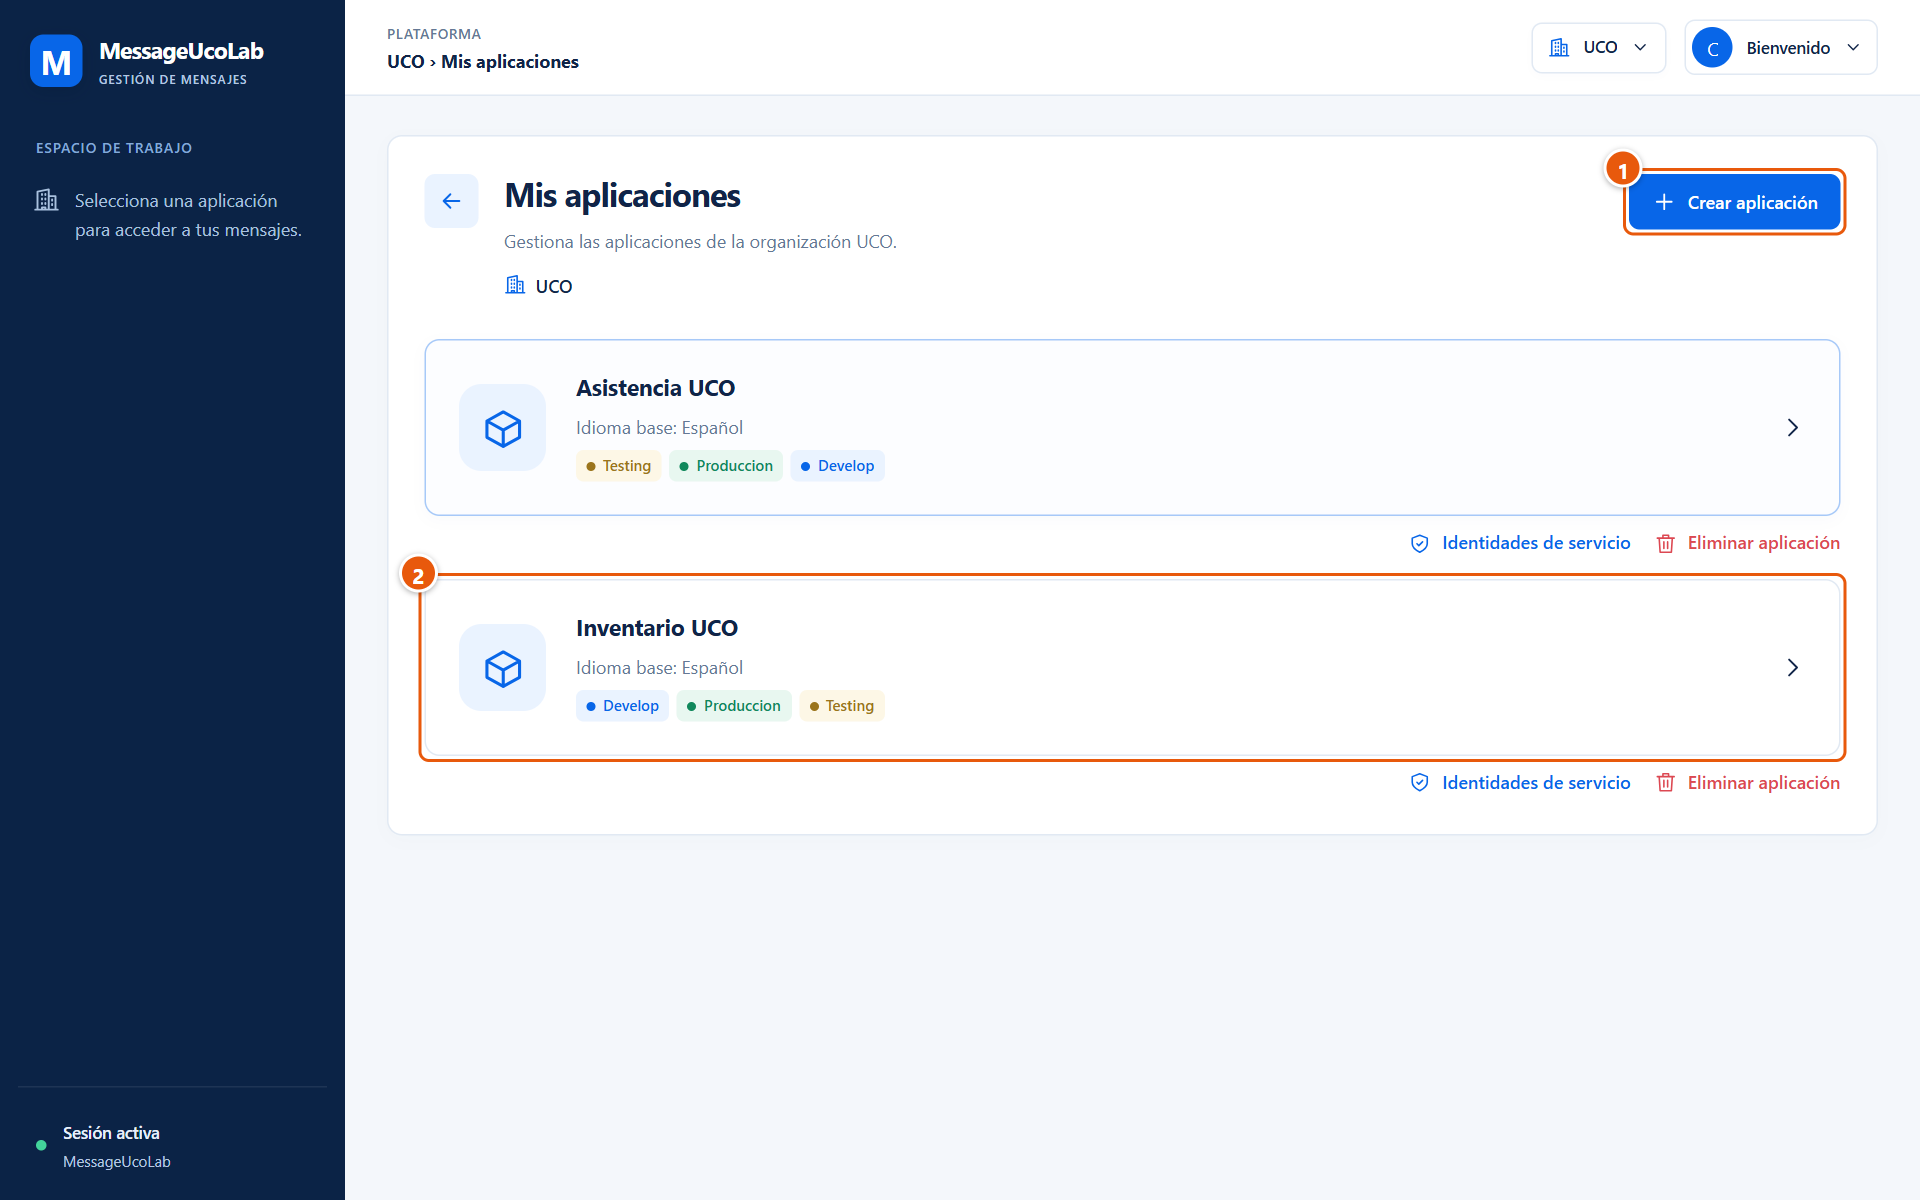 M
MessageUcoLab
GESTIÓN DE MENSAJES
ESPACIO DE TRABAJO
Selecciona una aplicación
para acceder a tus mensajes.
Sesión activa
MessageUcoLab
PLATAFORMA
UCO › Mis aplicaciones
UCO
C
Bienvenido
Mis aplicaciones
Gestiona las aplicaciones de la organización UCO.
UCO
1
Crear aplicación
Asistencia UCO
Idioma base: Español
Testing
Produccion
Develop
Identidades de servicio
Eliminar aplicación
2
Inventario UCO
Idioma base: Español
Develop
Produccion
Testing
Identidades de servicio
Eliminar aplicación